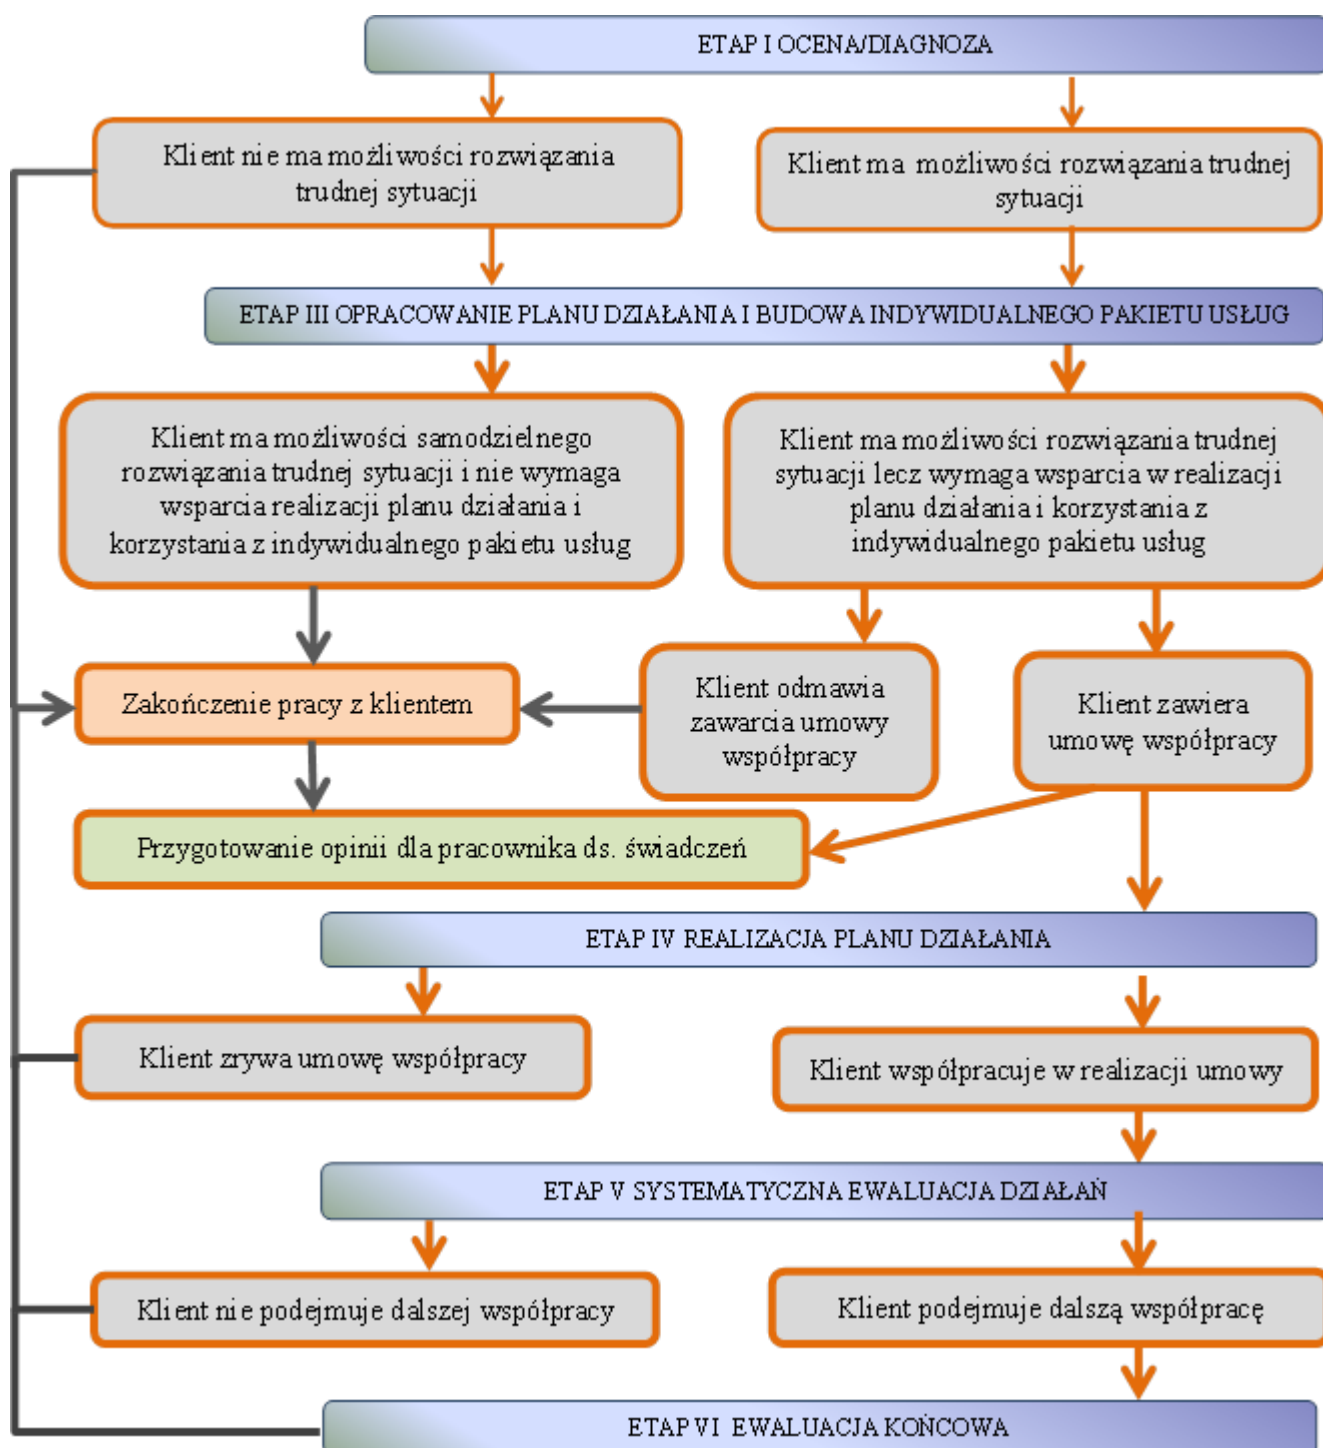 ETAP I OCENA/DIAGNOZA
Klient nie ma możliwości rozwiązania
trudnej sytuacji
Klient ma możliwości rozwiązania trudnej
sytuacji
ETAP III OPRACOWANIE PLANU DZIAŁANIA I BUDOWA INDYWIDUALNEGO PAKIETU USŁUG
Klient ma możliwości samodzielnego
rozwiązania trudnej sytuacji i nie wymaga
wsparcia realizacji planu działania i
korzystania z indywidualnego pakietu usług
Klient ma możliwości rozwiązania trudnej
sytuacji lecz wymaga wsparcia w realizacji
planu działania i korzystania z
indywidualnego pakietu usług
Zakończenie pracy z klientem
Klient odmawia
zawarcia umowy
współpracy
Klient zawiera
umowę współpracy
Przygotowanie opinii dla pracownika ds. świadczeń
ETAP IV REALIZACJA PLANU DZIAŁANIA
Klient zrywa umowę współpracy
Klient współpracuje w realizacji umowy
ETAP V SYSTEMATYCZNA EWALUACJA DZIAŁAŃ
Klient nie podejmuje dalszej współpracy
Klient podejmuje dalszą współpracę
ETAP VI EWALUACJA KOŃCOWA